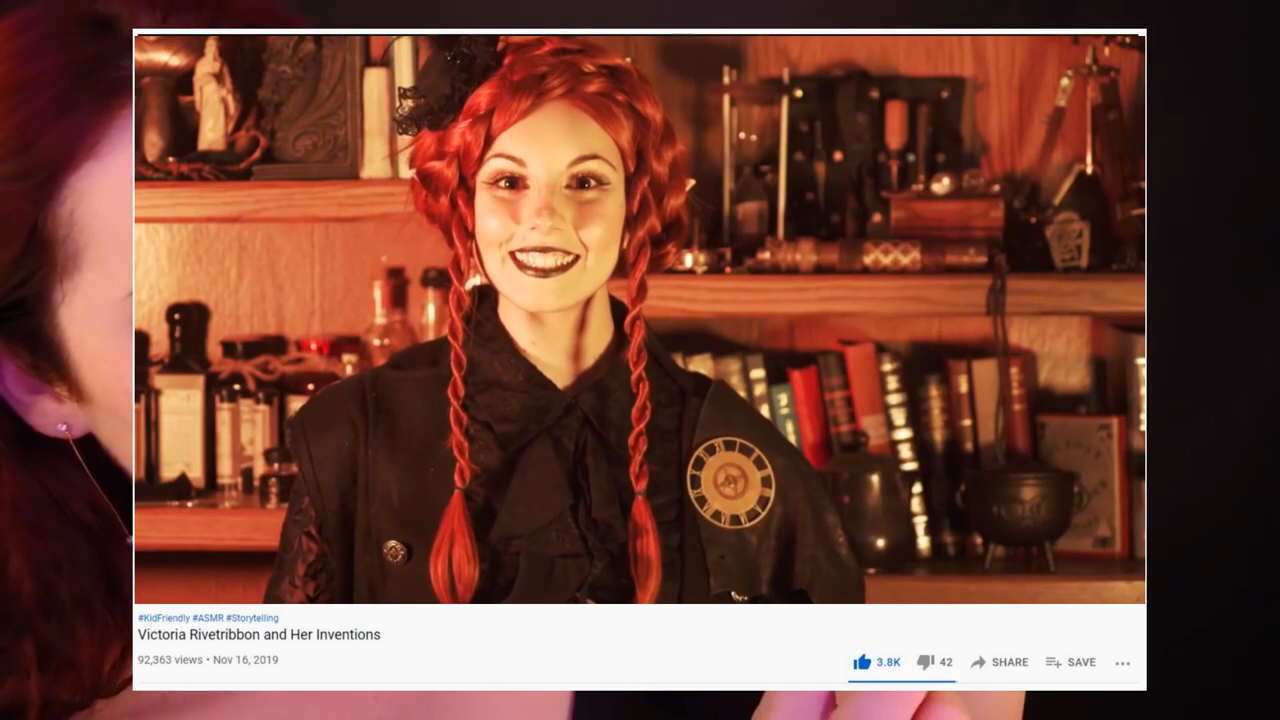 #KidFriendly #ASMR #Storytelling
Victoria Rivetribbon and Her Inventions
92,363 views • Nov 16, 2019
3.8K 42 SHARE SAVE